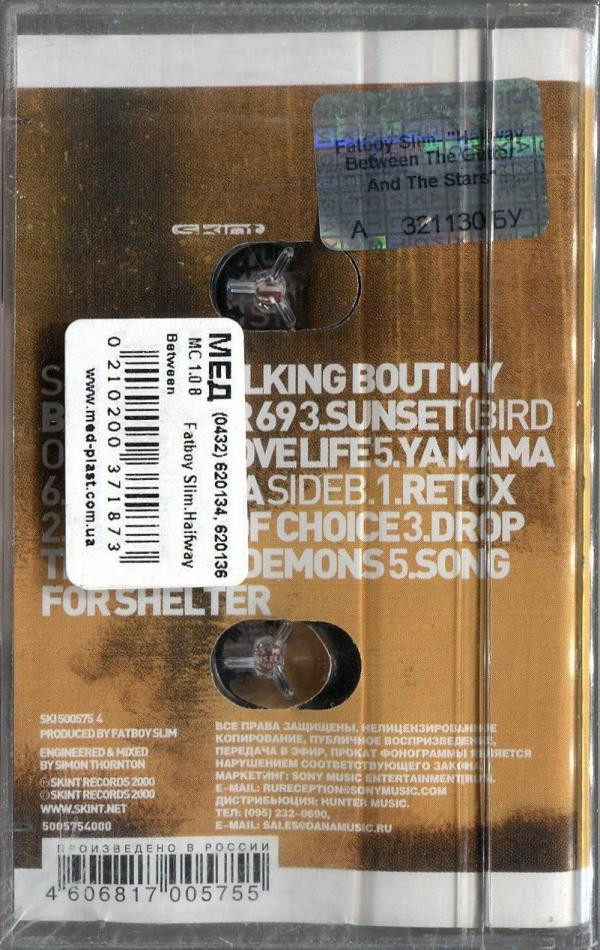 Fatboy Slim- "Halfway
Between The Gutter
And The Stars"
A 321130 БУ
skint
S LKING BOUT MY
B R 69 3.SUNSET (BIRD
O OVE LIFE 5.YA MAMA
6. A SIDE B.1.RETOX
2. OF CHOICE 3.DROP
T DEMONS 5.SONG
FOR SHELTER
МЕД (0432) 620134, 620136
MC 1.0 8 Fatboy Slim.Halfway
Between
0 210200 371873
www.med-plast.com.ua
SKI 500575 4
PRODUCED BY FATBOY SLIM
ENGINEERED & MIXED
BY SIMON THORNTON
℗ SKINT RECORDS 2000
© SKINT RECORDS 2000
WWW.SKINT.NET
5005754000
ВСЕ ПРАВА ЗАЩИЩЕНЫ. НЕЛИЦЕНЗИРОВАННОЕ
КОПИРОВАНИЕ, ПУБЛИЧНОЕ ВОСПРИЗВЕДЕНИЕ,
ПЕРЕДАЧА В ЭФИР, ПРОКАТ ФОНОГРАММЫ ЯВЛЯЕТСЯ
НАРУШЕНИЕМ СООТВЕТСТВУЮЩЕГО ЗАКОНА.
МАРКЕТИНГ: SONY MUSIC ENTERTAINMENT(RU).
E-MAIL: RURECEPTION@SONYMUSIC.COM
ДИСТРИБЬЮЦИЯ: HUNTER MUSIC.
ТЕЛ: (095) 232-0690,
E-MAIL: SALES@DANAMUSIC.RU
ПРОИЗВЕДЕНО В РОССИИ
4 606817 005755